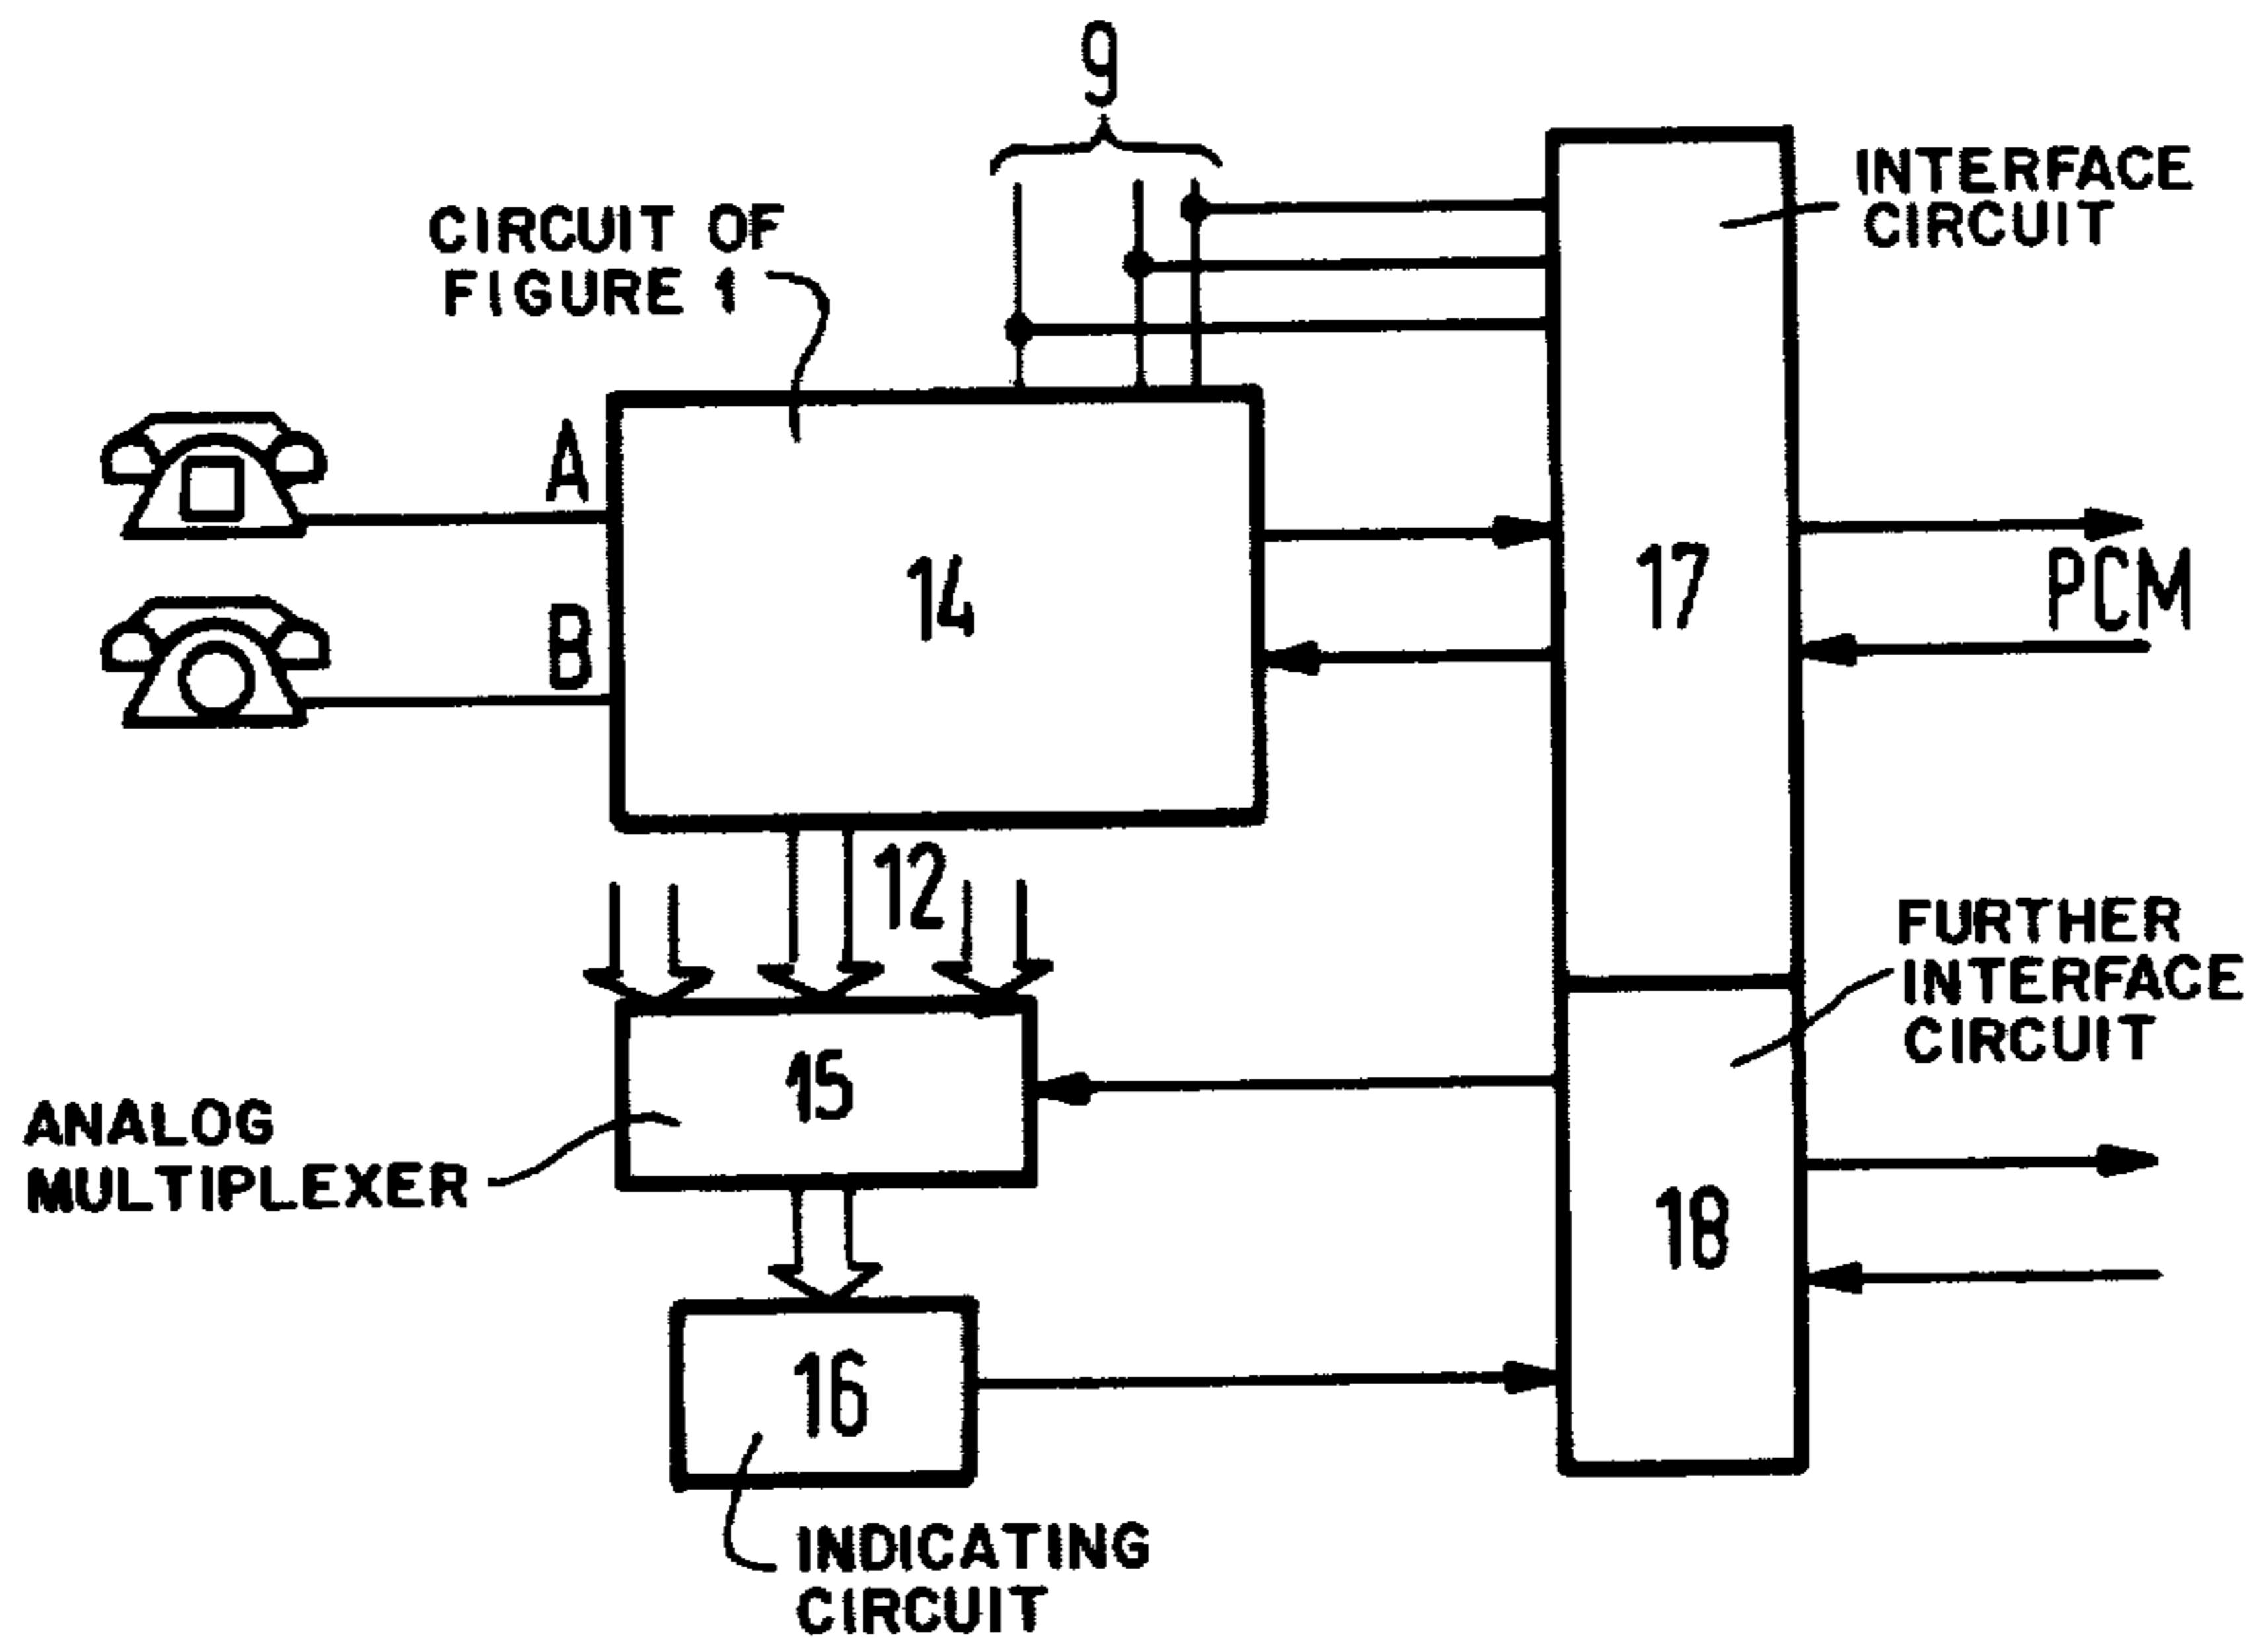 9
INTERFACE
CIRCUIT
CIRCUIT OF
FIGURE 1
A
14
17
PCM
B
12
FURTHER
INTERFACE
CIRCUIT
15
ANALOG
MULTIPLEXER
18
16
INDICATING
CIRCUIT